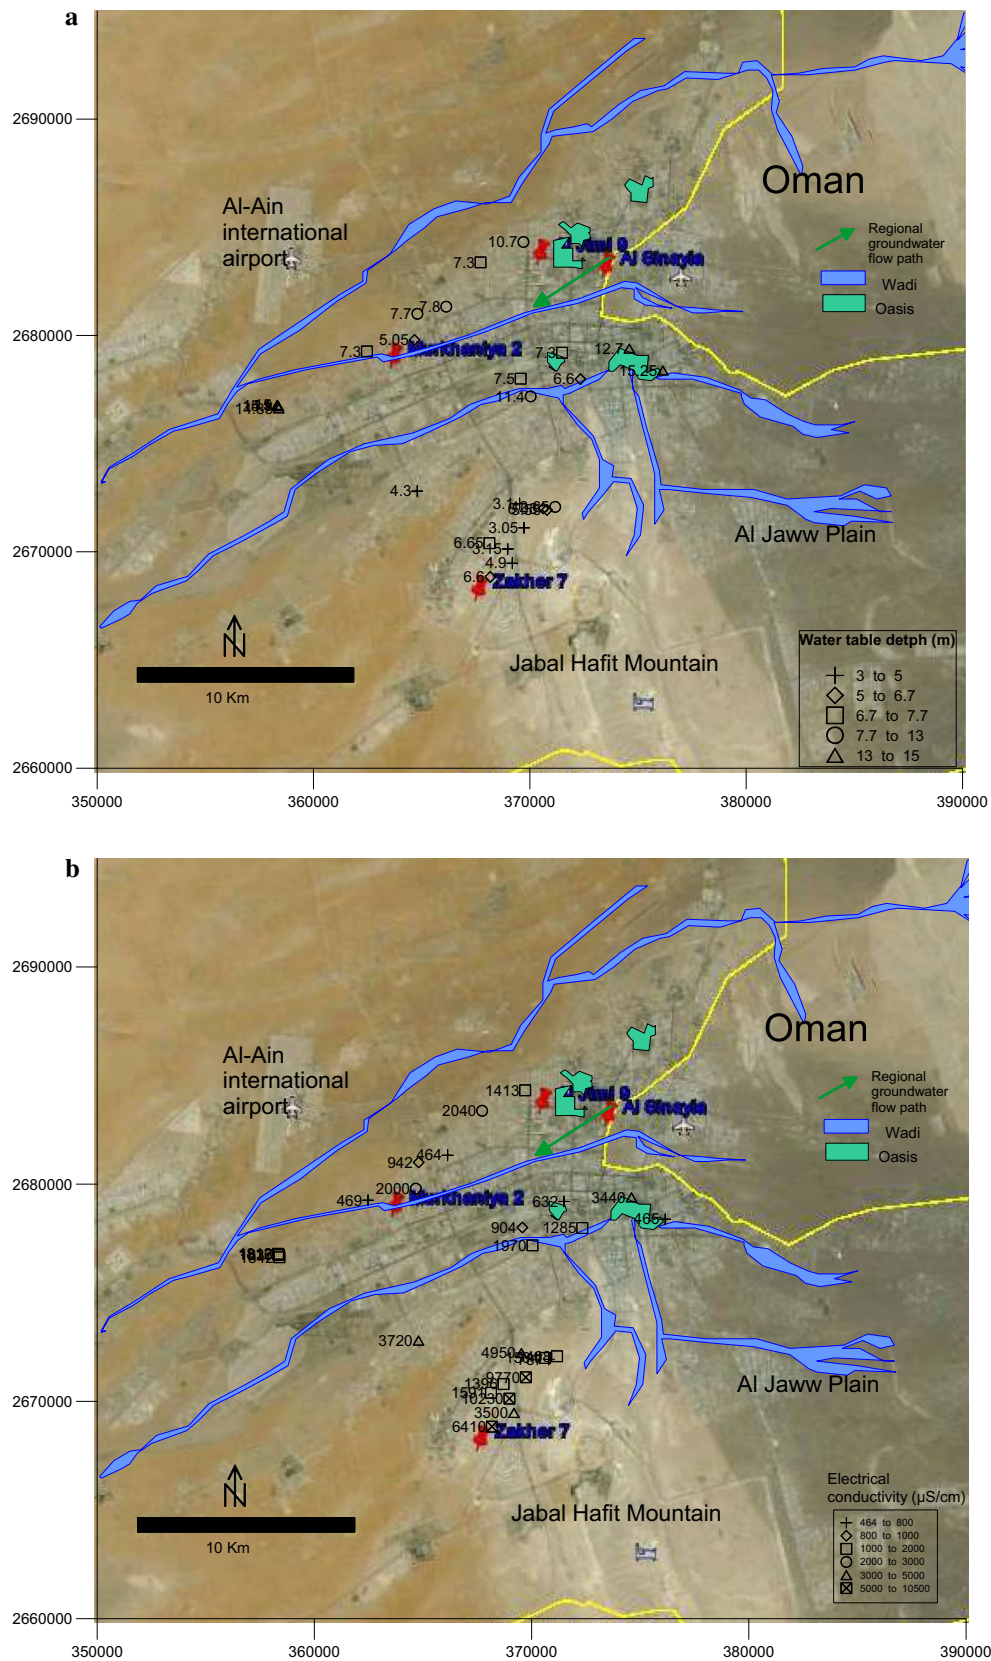 a
2690000
2680000
2670000
2660000
350000
360000
370000
380000
390000
Al-Ain
international
airport
Oman
Regional
groundwater
flow path
Wadi
Oasis
10.7
7.3
7.8
7.7
5.05
7.3
7.3
12.7
15.25
7.5
6.6
11.4
4.3
3.1
3.05
6.65
3.15
4.9
6.6
Al Sinayia
Zakher 7
Al Jaww Plain
Jabal Hafit Mountain
N
10 Km
Water table detph (m)
3 to 5
5 to 6.7
6.7 to 7.7
7.7 to 13
13 to 15
b
2690000
2680000
2670000
2660000
350000
360000
370000
380000
390000
Al-Ain
international
airport
Oman
Regional
groundwater
flow path
Wadi
Oasis
1413
2040
464
942
2000
469
632
3440
465
904
1285
1970
3720
4950
9770
1396
1591
10230
3500
6410
Al Sinayia
Zakher 7
Al Jaww Plain
Jabal Hafit Mountain
N
10 Km
Electrical
conductivity (µS/cm)
464 to 800
800 to 1000
1000 to 2000
2000 to 3000
3000 to 5000
5000 to 10500